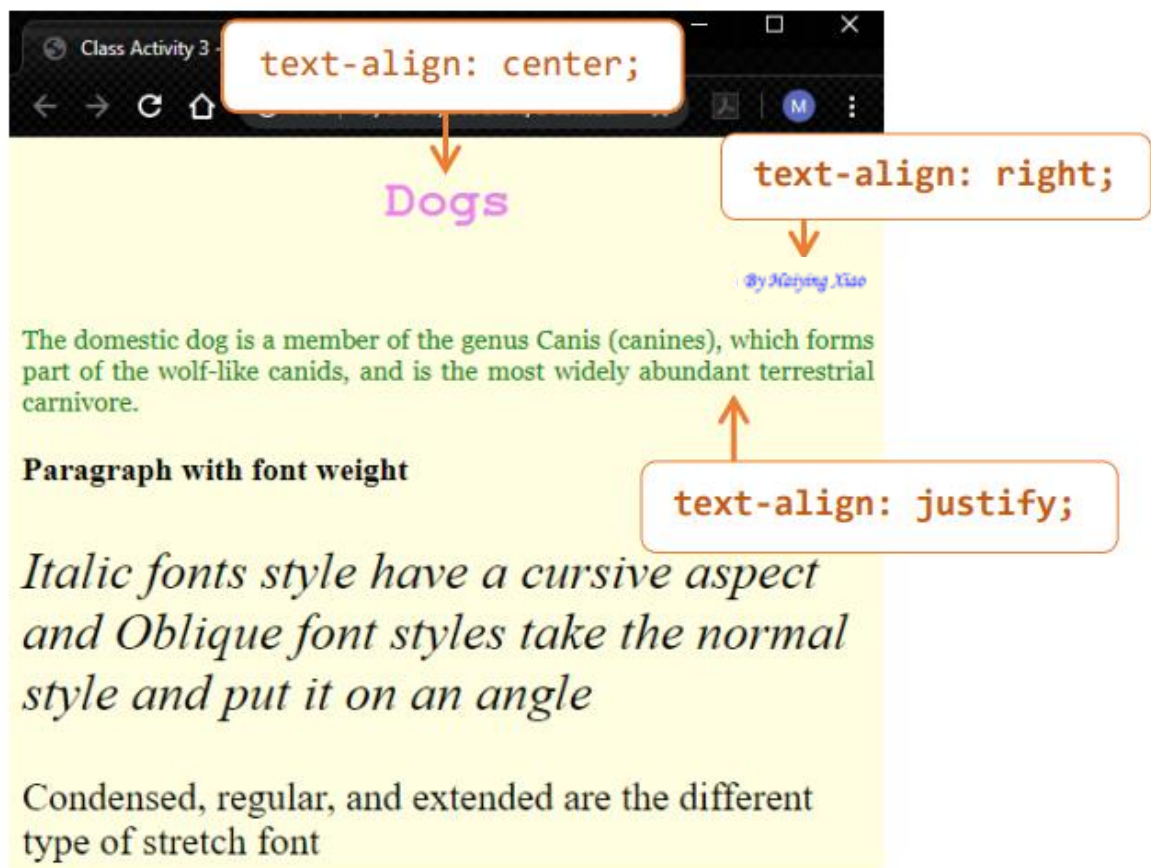 Class Activity 3 -
text-align: center;
M
Dogs
text-align: right;
By Haiying Xiao
The domestic dog is a member of the genus Canis (canines), which forms
part of the wolf-like canids, and is the most widely abundant terrestrial
carnivore.
Paragraph with font weight
text-align: justify;
Italic fonts style have a cursive aspect
and Oblique font styles take the normal
style and put it on an angle
Condensed, regular, and extended are the different
type of stretch font